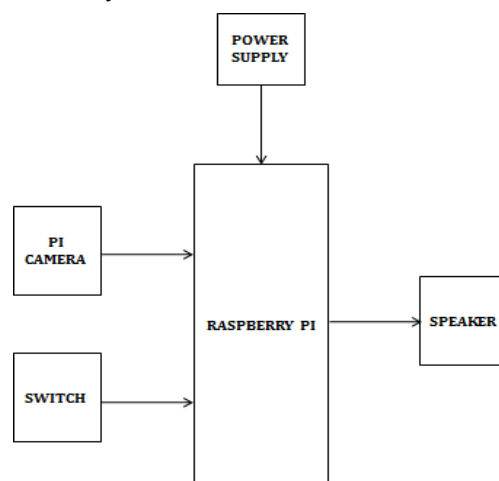 POWER
SUPPLY
PI
CAMERA
RASPBERRY PI
SPEAKER
SWITCH